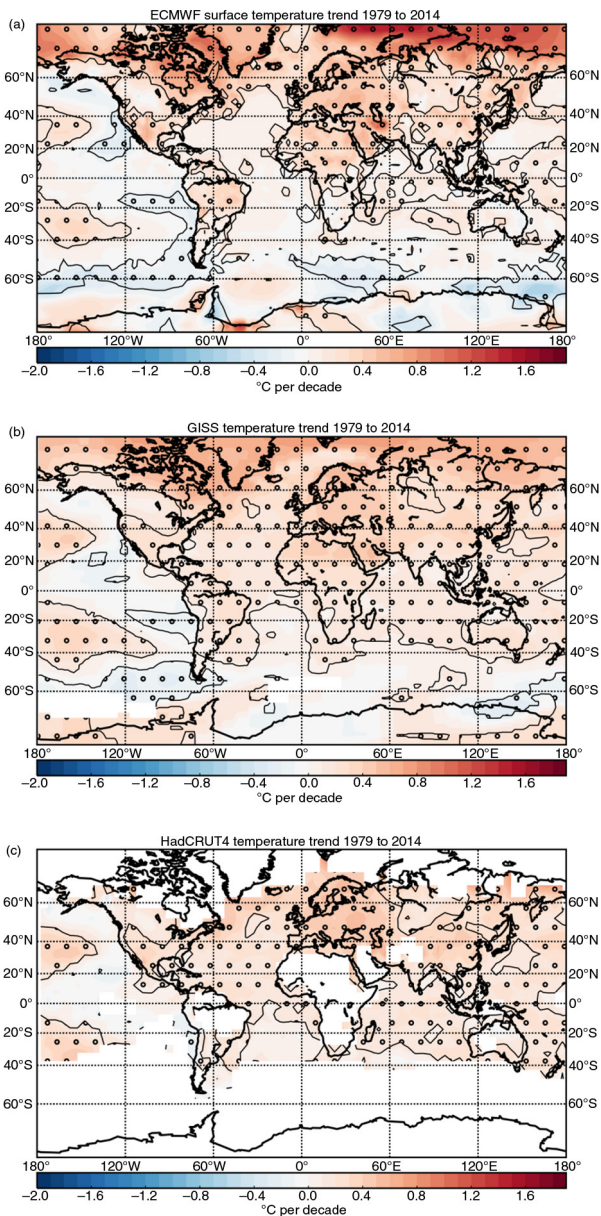 (a)
ECMWF surface temperature trend 1979 to 2014
60°N 60°N
40°N 40°N
20°N 20°N
0° 0°
20°S 20°S
40°S 40°S
60°S 60°S
180° 120°W 60°W 0° 60°E 120°E 180°
−2.0 −1.6 −1.2 −0.8 −0.4 0.0 0.4 0.8 1.2 1.6
°C per decade
(b)
GISS temperature trend 1979 to 2014
60°N 60°N
40°N 40°N
20°N 20°N
0° 0°
20°S 20°S
40°S 40°S
60°S 60°S
180° 120°W 60°W 0° 60°E 120°E 180°
−2.0 −1.6 −1.2 −0.8 −0.4 0.0 0.4 0.8 1.2 1.6
°C per decade
(c)
HadCRUT4 temperature trend 1979 to 2014
60°N 60°N
40°N 40°N
20°N 20°N
0° 0°
20°S 20°S
40°S 40°S
60°S 60°S
180° 120°W 60°W 0° 60°E 120°E 180°
−2.0 −1.6 −1.2 −0.8 −0.4 0.0 0.4 0.8 1.2 1.6
°C per decade